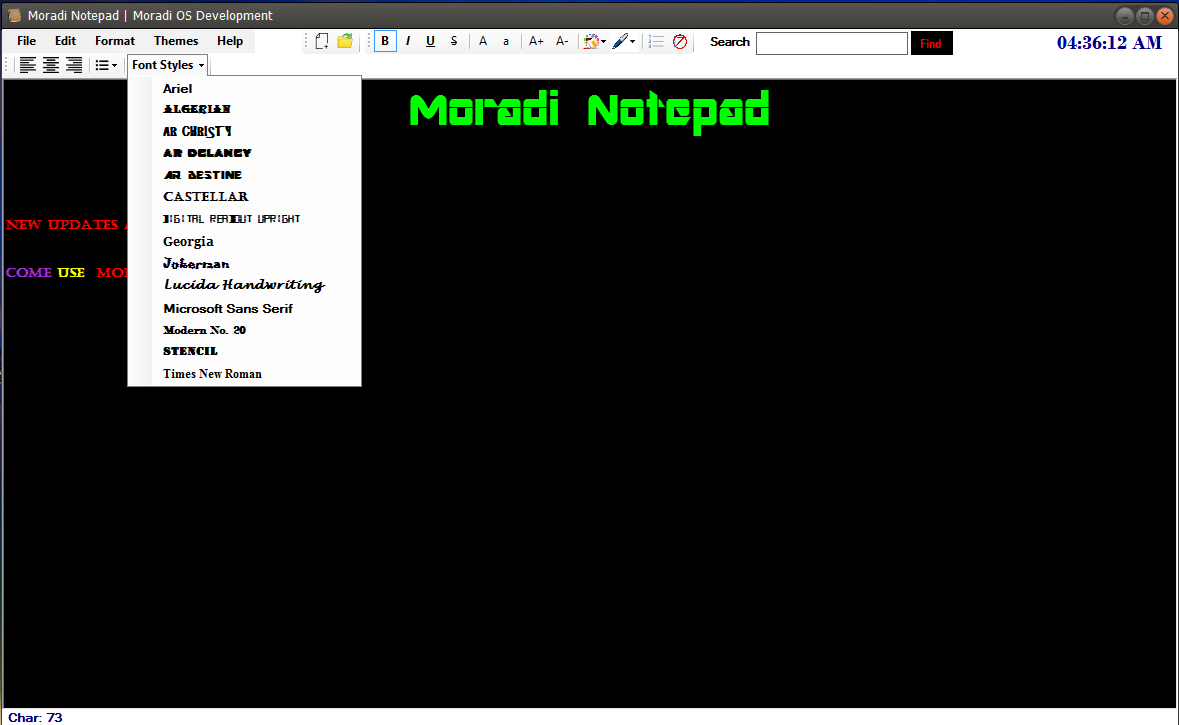 Moradi Notepad | Moradi OS Development
File Edit Format Themes Help B I U S A a A+ A- Search Find 04:36:12 AM
Font Styles
Moradi Notepad
Ariel
ALGERIAN
AR CHRISTY
AR DELANEY
AR DESTINE
CASTELLAR
DIGITAL READOUT UPRIGHT
NEW UPDATES
Georgia
Jokerman
COME USE
Lucida Handwriting
Microsoft Sans Serif
Modern No. 20
STENCIL
Times New Roman
Char: 73